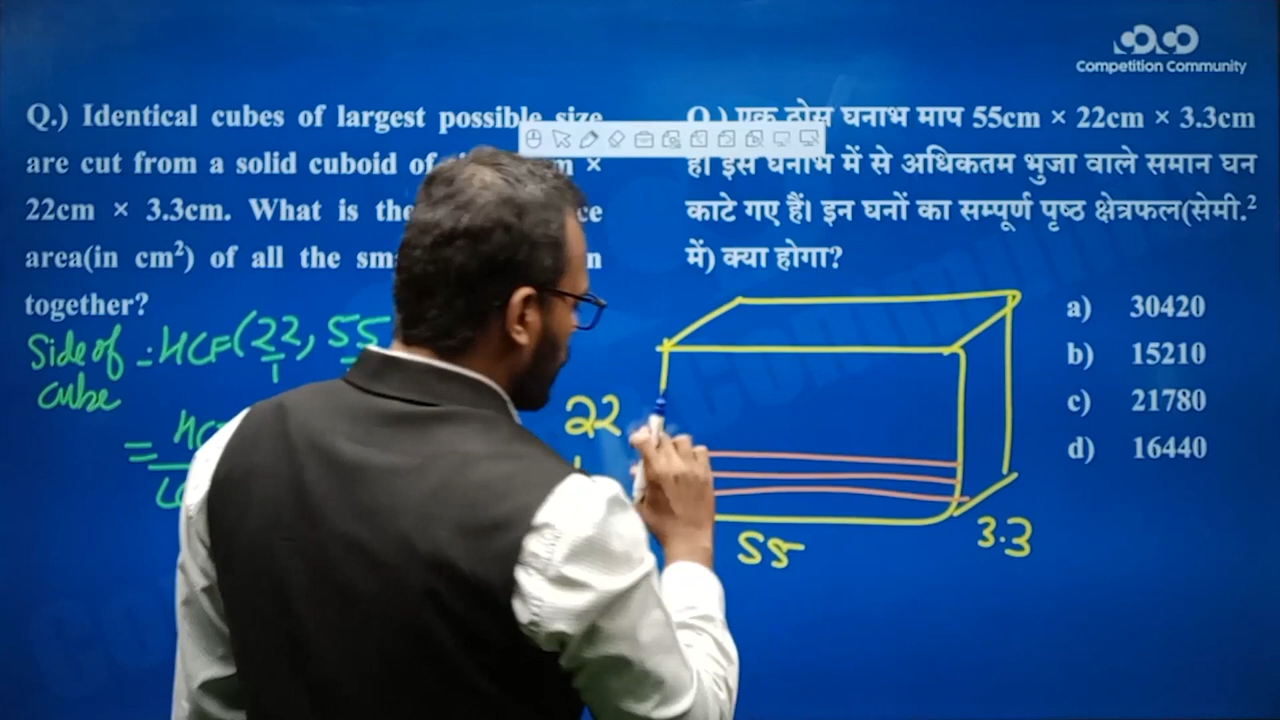 Competition Community
Q.) Identical cubes of largest possible size
are cut from a solid cuboid of × 
22cm × 3.3cm. What is the
area(in cm²) of all the
together?
Side of cube = HCF(22, 55
1
=
एक ठोस घनाभ माप 55cm × 22cm × 3.3cm
है। इस घनाभ में से अधिकतम भुजा वाले समान घन
काटे गए हैं। इन घनों का सम्पूर्ण पृष्ठ क्षेत्रफल(सेमी.²
में) क्या होगा?
a) 30420
b) 15210
c) 21780
d) 16440
22
55
3.3